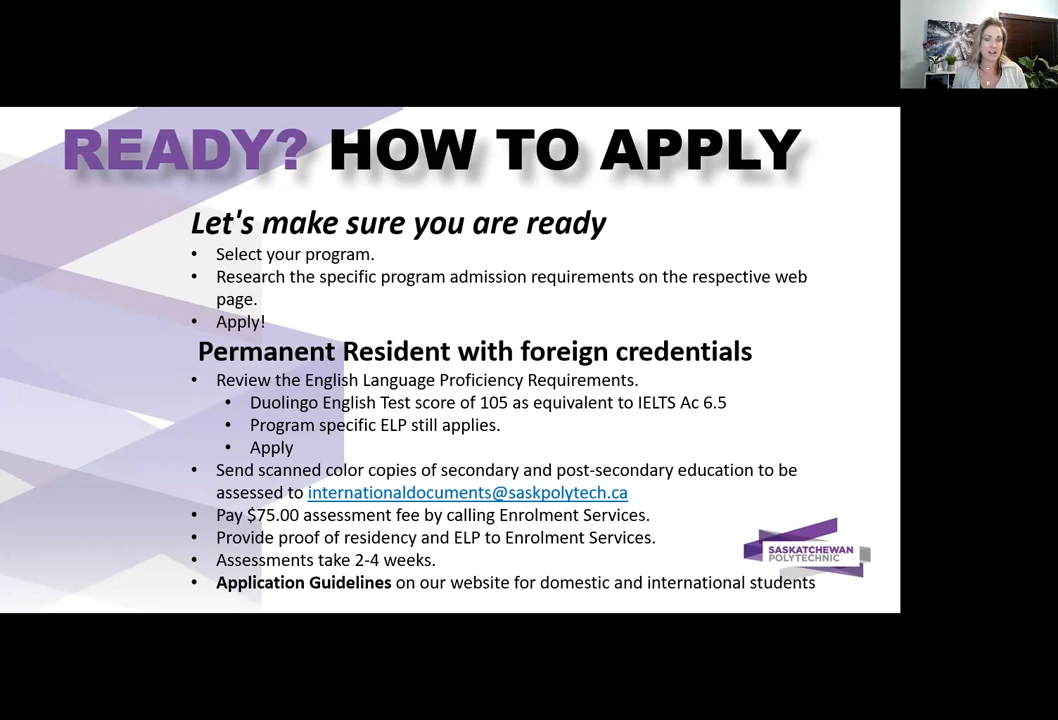 READY? HOW TO APPLY
Let's make sure you are ready
• Select your program.
• Research the specific program admission requirements on the respective web
page.
• Apply!
Permanent Resident with foreign credentials
• Review the English Language Proficiency Requirements.
• Duolingo English Test score of 105 as equivalent to IELTS Ac 6.5
• Program specific ELP still applies.
• Apply
• Send scanned color copies of secondary and post-secondary education to be
assessed to internationaldocuments@saskpolytech.ca
• Pay $75.00 assessment fee by calling Enrolment Services.
• Provide proof of residency and ELP to Enrolment Services.
• Assessments take 2-4 weeks.
• Application Guidelines on our website for domestic and international students
SASKATCHEWAN
POLYTECHNIC